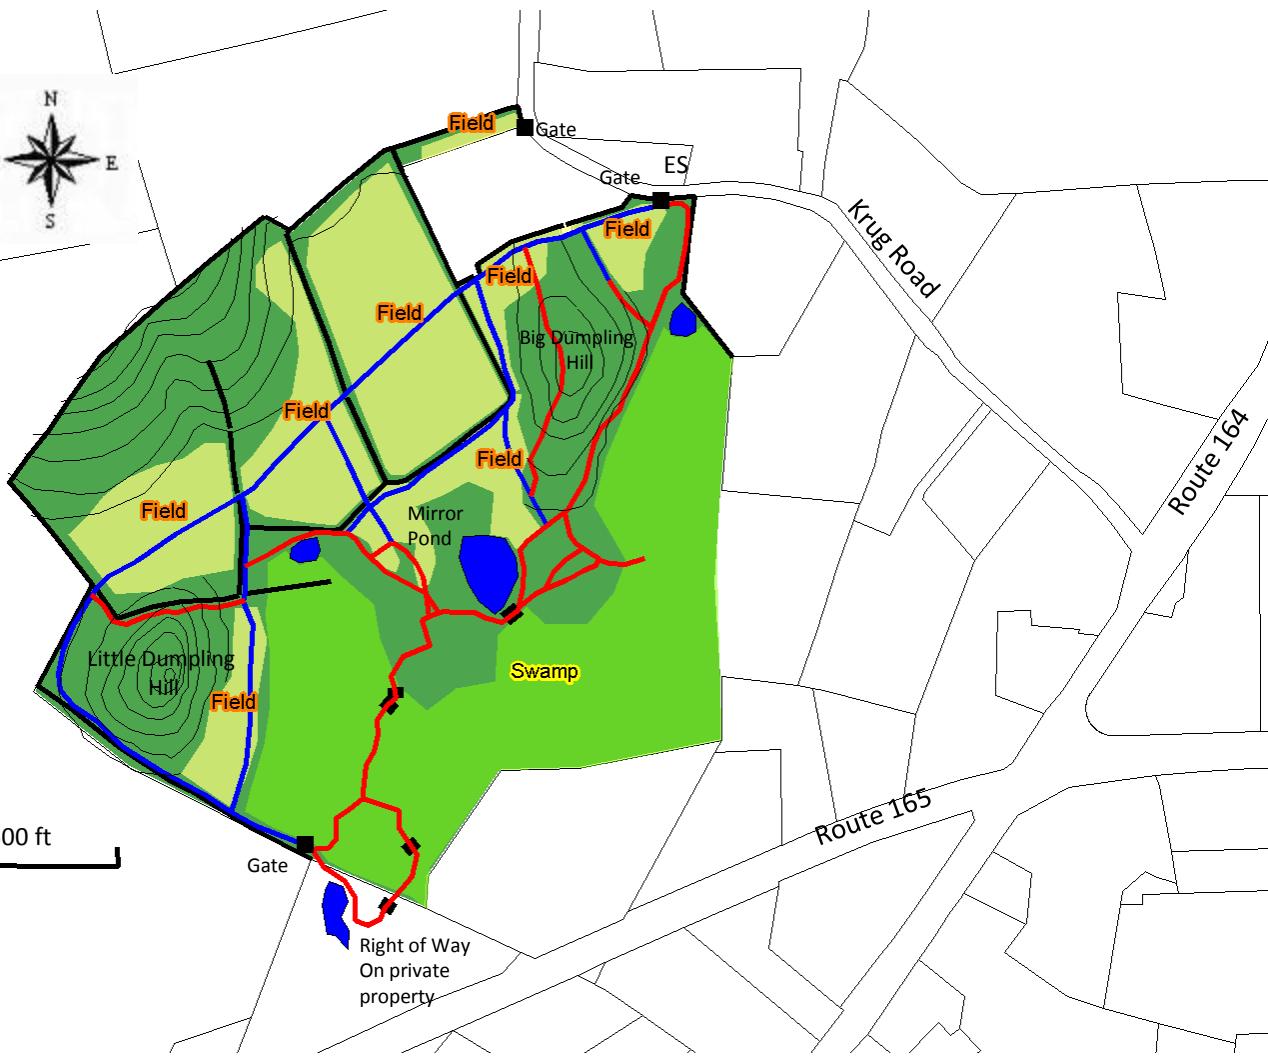 N
E
S
Field
Gate
ES
Gate
Field
Krug Road
Field
Field
Big Dumpling
Hill
Route 164
Field
Field
Field
Mirror
Pond
Little Dumpling
Hill
Swamp
Field
00 ft
Route 165
Gate
Right of Way
On private
property